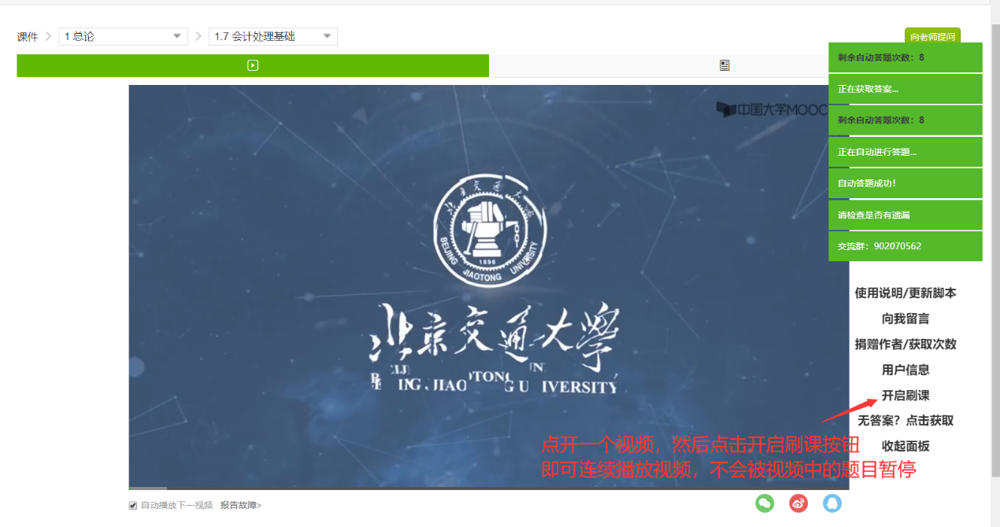 课件 1 总论 1.7 会计处理基础
向老师提问
剩余自动答题次数：8
正在获取答案...
中国大学MOOC
剩余自动答题次数：8
正在自动进行答题...
自动答题成功！
请检查是否有遗漏
交流群：902070562
北京交通大学
BEIJING JIAOTONG UNIVERSITY
1896
北京交通大学
使用说明/更新脚本
向我留言
捐赠作者/获取次数
用户信息
开启刷课
无答案？点击获取
收起面板
点开一个视频，然后点击开启刷课按钮
即可连续播放视频，不会被视频中的题目暂停
自动播放下一视频 报告故障>